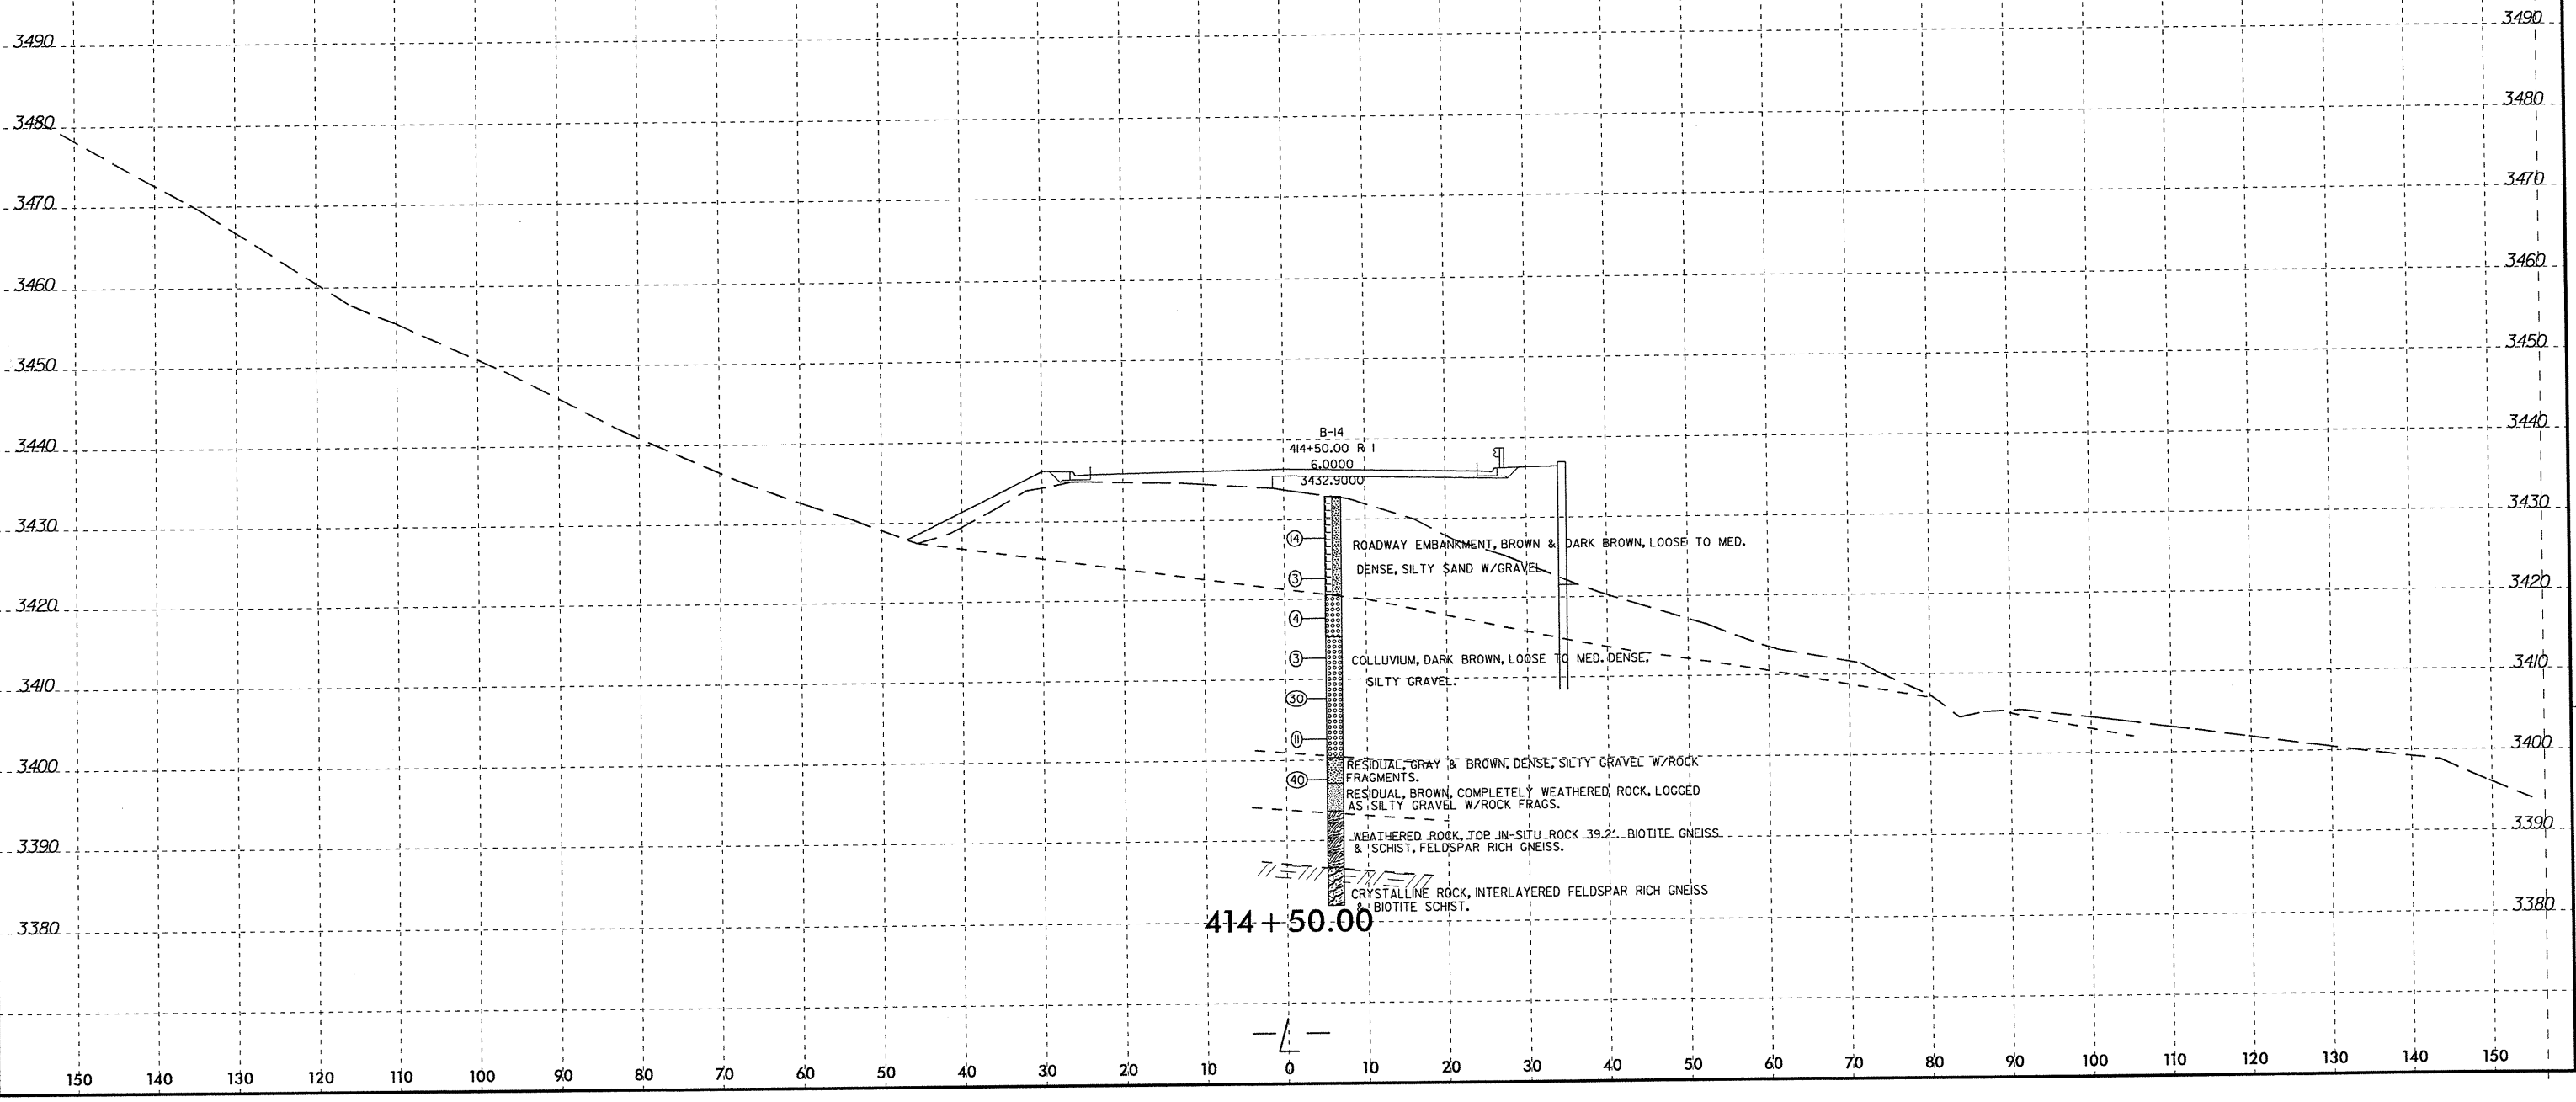 3490 3490
3480 3480
3470 3470
3460 3460
3450 3450
3440 3440
3430 3430
3420 3420
3410 3410
3400 3400
3390 3390
3380 3380
B-14
414+50.00 R 1
6.0000
3432.9000
14
3
4
3
30
11
40
ROADWAY EMBANKMENT, BROWN & DARK BROWN, LOOSE TO MED.
DENSE, SILTY SAND W/GRAVEL
COLLUVIUM, DARK BROWN, LOOSE TO MED. DENSE,
SILTY GRAVEL.
RESIDUAL, GRAY & BROWN, DENSE, SILTY GRAVEL W/ROCK
FRAGMENTS.
RESIDUAL, BROWN, COMPLETELY WEATHERED ROCK, LOGGED
AS SILTY GRAVEL W/ROCK FRAGS.
WEATHERED ROCK, TOP IN-SITU ROCK 39.2'. BIOTITE GNEISS
& SCHIST, FELDSPAR RICH GNEISS.
CRYSTALLINE ROCK, INTERLAYERED FELDSPAR RICH GNEISS
& BIOTITE SCHIST.
414+50.00
-L-
150 140 130 120 110 100 90 80 70 60 50 40 30 20 10 0 10 20 30 40 50 60 70 80 90 100 110 120 130 140 150